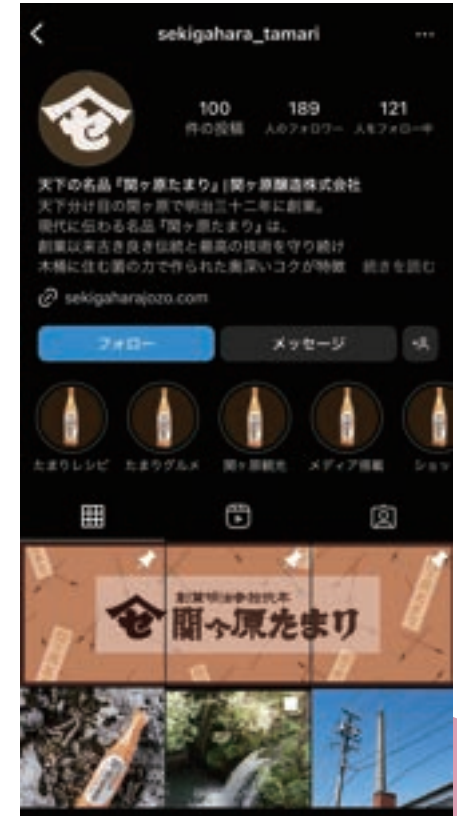 sekigahara_tamari
100 189 121
件の投稿 人のフォロワー 人をフォロー中
天下の名品『関ヶ原たまり』|関ヶ原醸造株式会社
天下分け目の関ヶ原で明治三十二年に創業。
現代に伝わる名品『関ヶ原たまり』は、
創業以来古き良き伝統と最高の技術を守り続け
木桶に住む菌の力で作られた奥深いコクが特徴 続きを読む
sekigaharajozo.com
フォロー メッセージ
たまりレシピ たまりグルメ 関ヶ原観光 メディア掲載 ショッ
創業明治参拾弐年
セ 関ヶ原たまり